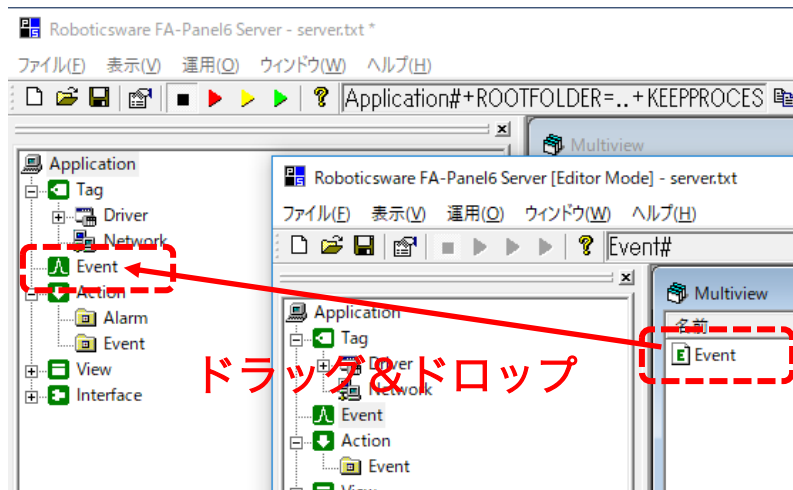 Roboticsware FA-Panel6 Server - server.txt *
ファイル(F) 表示(V) 運用(O) ウィンドウ(W) ヘルプ(H)
Application#+ROOTFOLDER=..+KEEPPROCES
Multiview
Application
Tag
Driver
Network
Event
Action
Alarm
Event
View
Interface
Roboticsware FA-Panel6 Server [Editor Mode] - server.txt
ファイル(F) 表示(V) 運用(O) ウィンドウ(W) ヘルプ(H)
Event#
Multiview
名前
Event
Application
Tag
Driver
Network
Event
Action
Event
View
ドラッグ&ドロップ